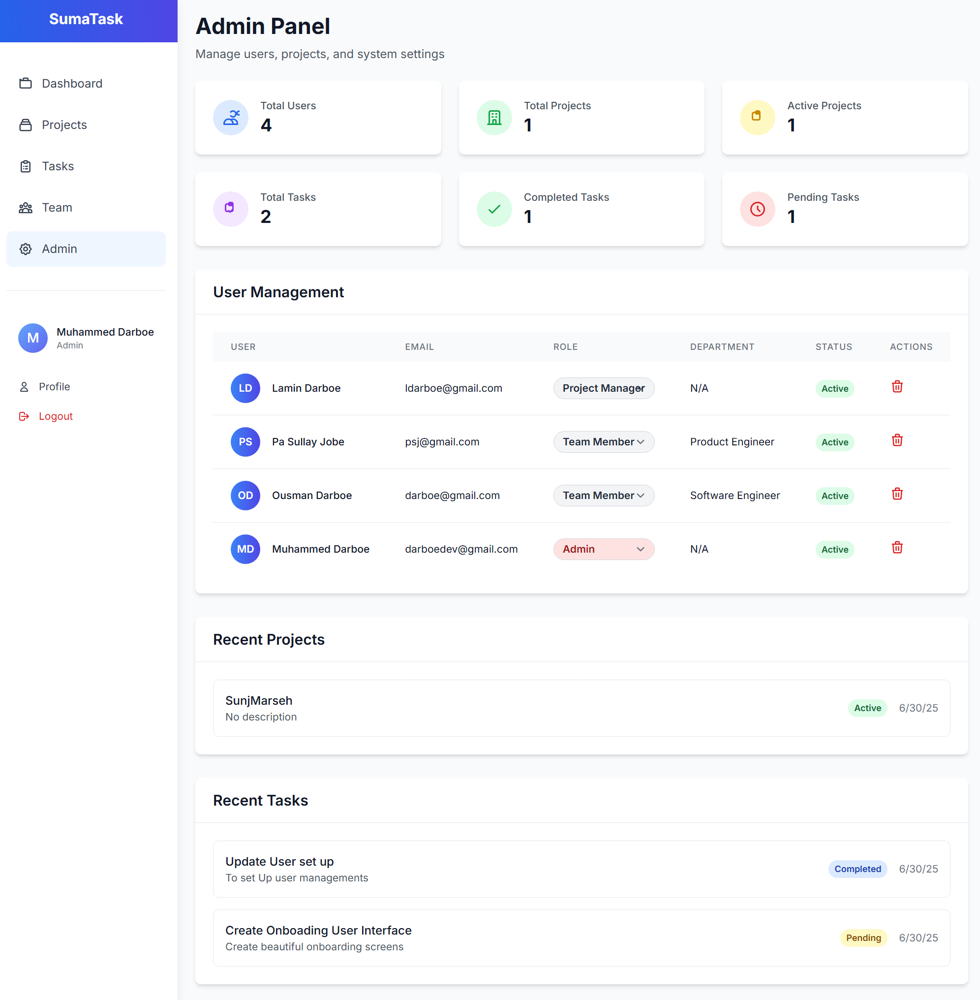 SumaTask
Dashboard
Projects
Tasks
Team
Admin
M
Muhammed Darboe
Admin
Profile
Logout
Admin Panel
Manage users, projects, and system settings
Total Users
4
Total Projects
1
Active Projects
1
Total Tasks
2
Completed Tasks
1
Pending Tasks
1
User Management
USER EMAIL ROLE DEPARTMENT STATUS ACTIONS
LD Lamin Darboe ldarboe@gmail.com Project Manager N/A Active
PS Pa Sullay Jobe psj@gmail.com Team Member Product Engineer Active
OD Ousman Darboe darboe@gmail.com Team Member Software Engineer Active
MD Muhammed Darboe darboedev@gmail.com Admin N/A Active
Recent Projects
SunjMarseh
No description
Active 6/30/25
Recent Tasks
Update User set up
To set Up user managements
Completed 6/30/25
Create Onboading User Interface
Create beautiful onboarding screens
Pending 6/30/25